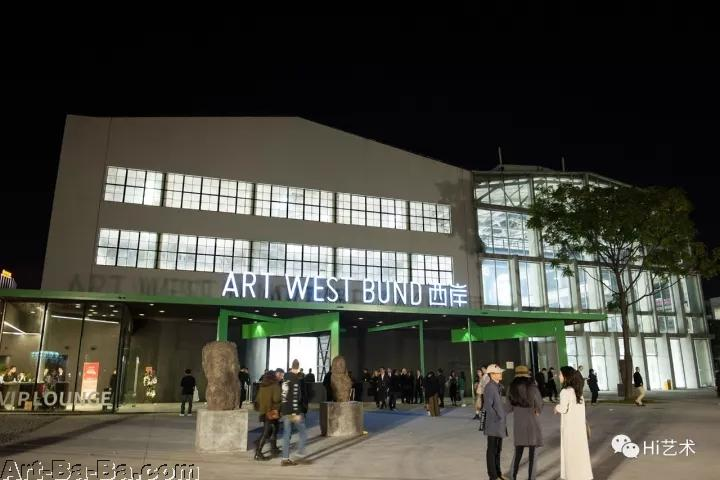 ART WEST BUND 西岸
VIP LOUNGE
Hi艺术
Art-Ba-Ba.com